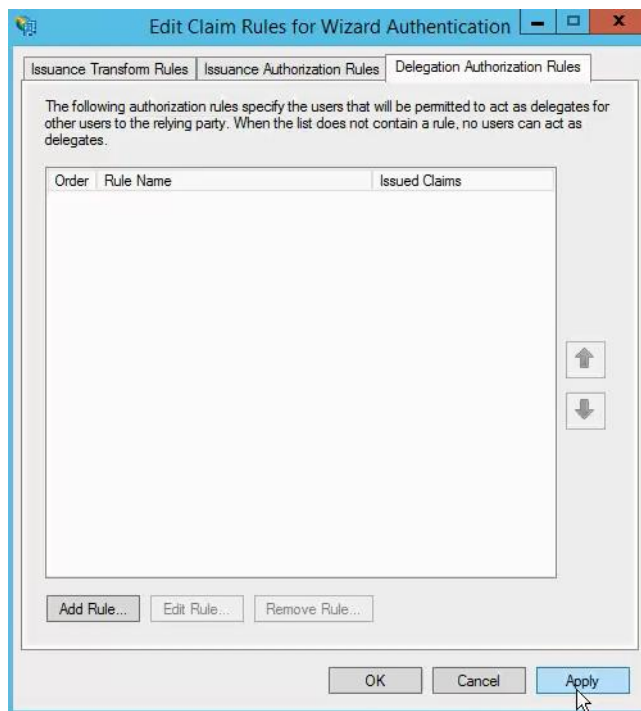 Edit Claim Rules for Wizard Authentication
Issuance Transform Rules Issuance Authorization Rules Delegation Authorization Rules
The following authorization rules specify the users that will be permitted to act as delegates for
other users to the relying party. When the list does not contain a rule, no users can act as
delegates.
Order Rule Name Issued Claims
Add Rule... Edit Rule... Remove Rule...
OK Cancel Apply